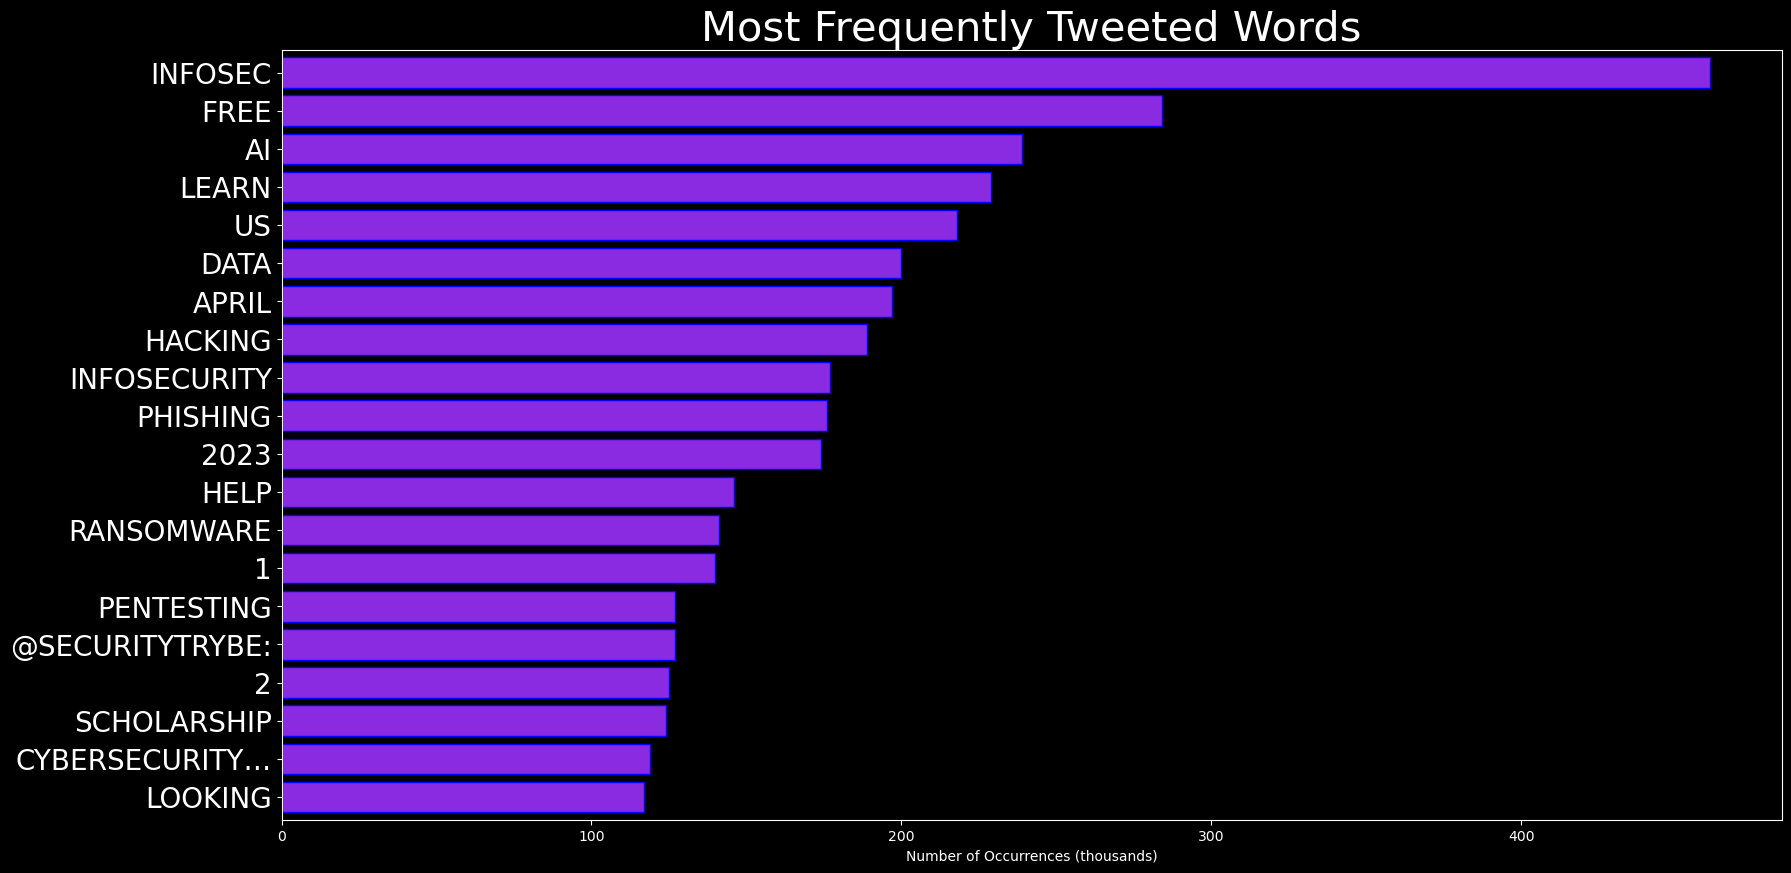 Most Frequently Tweeted Words
INFOSEC
FREE
AI
LEARN
US
DATA
APRIL
HACKING
INFOSECURITY
PHISHING
2023
HELP
RANSOMWARE
1
PENTESTING
@SECURITYTRYBE:
2
SCHOLARSHIP
CYBERSECURITY…
LOOKING
0 100 200 300 400
Number of Occurrences (thousands)